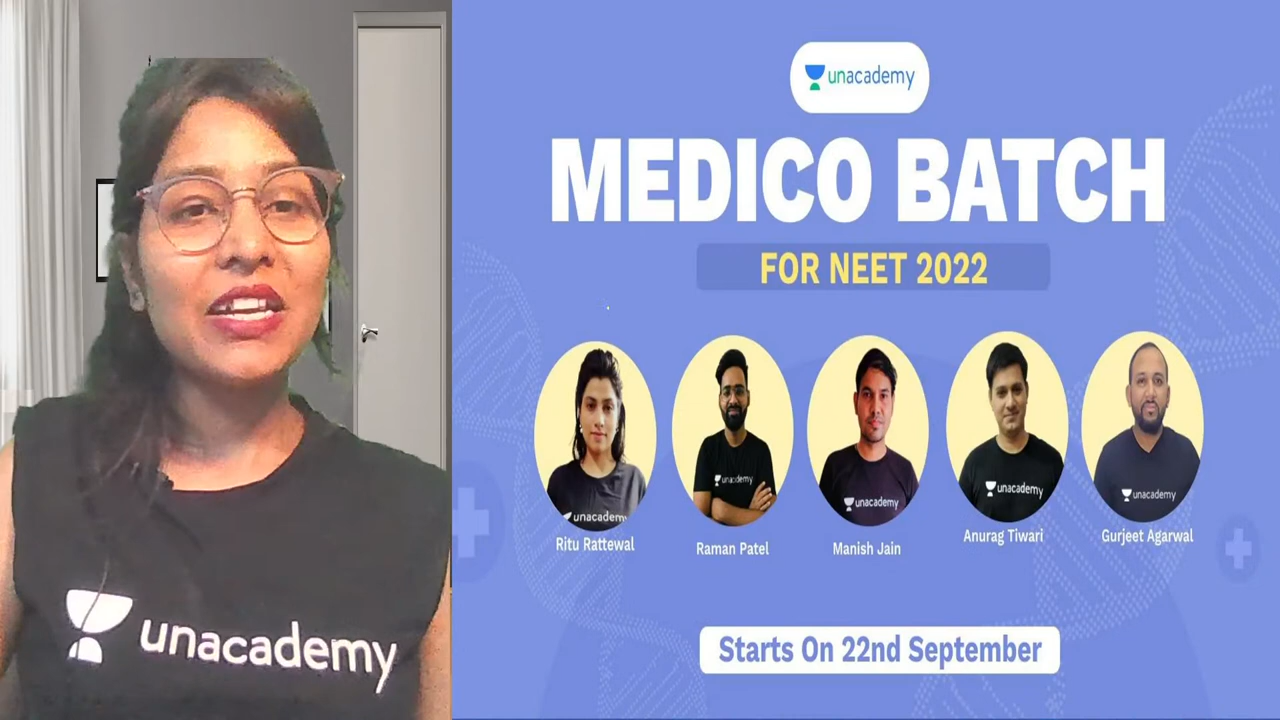 unacademy
unacademy
MEDICO BATCH
FOR NEET 2022
unacademy
unacademy
unacademy
unacademy
unacademy
Ritu Rattewal
Raman Patel
Manish Jain
Anurag Tiwari
Gurjeet Agarwal
Starts On 22nd September